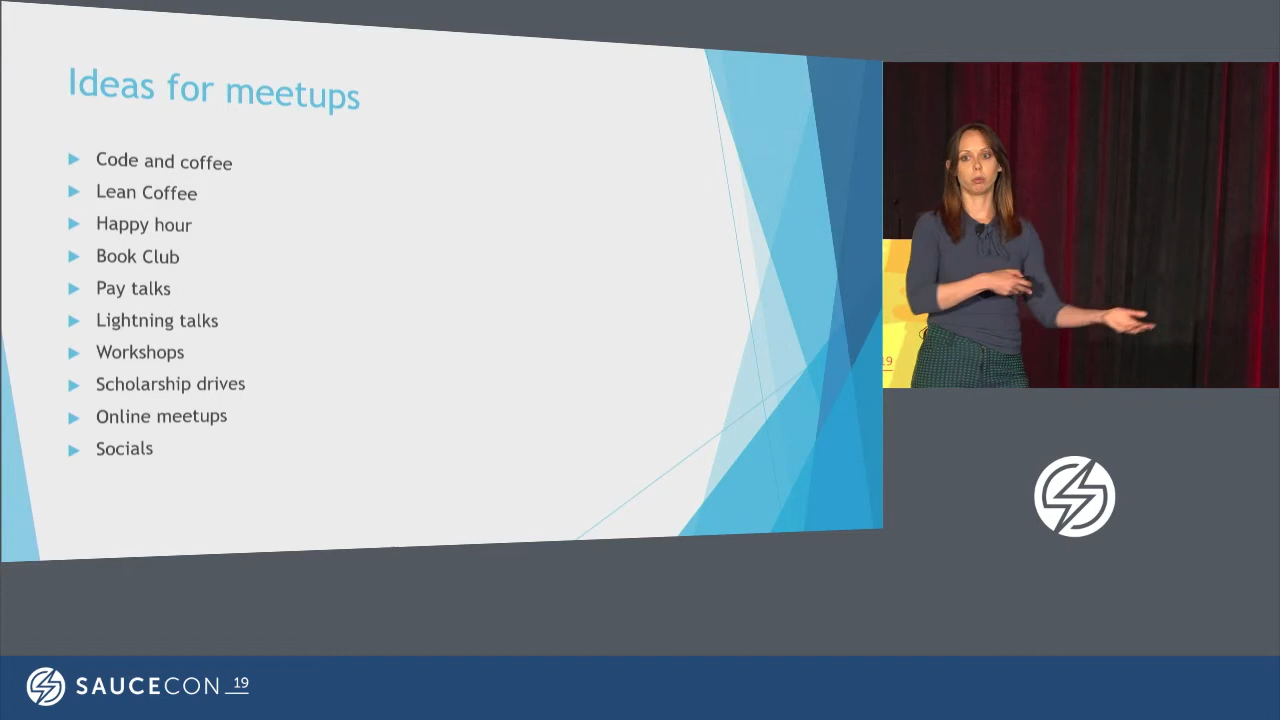 Ideas for meetups
Code and coffee
Lean Coffee
Happy hour
Book Club
Pay talks
Lightning talks
Workshops
Scholarship drives
Online meetups
Socials
19
SAUCECON_19